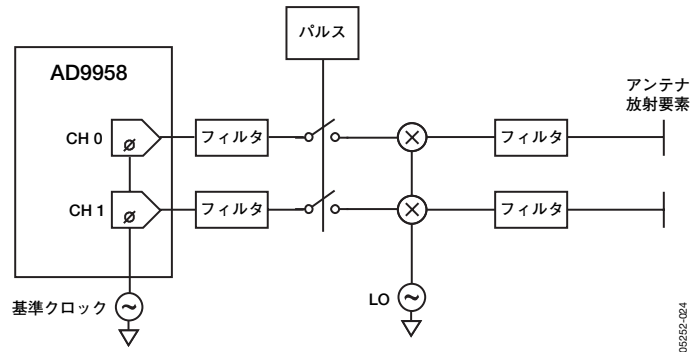 パルス
AD9958
アンテナ
放射要素
CH 0
フィルタ
フィルタ
CH 1
フィルタ
フィルタ
基準クロック
LO
05252-024